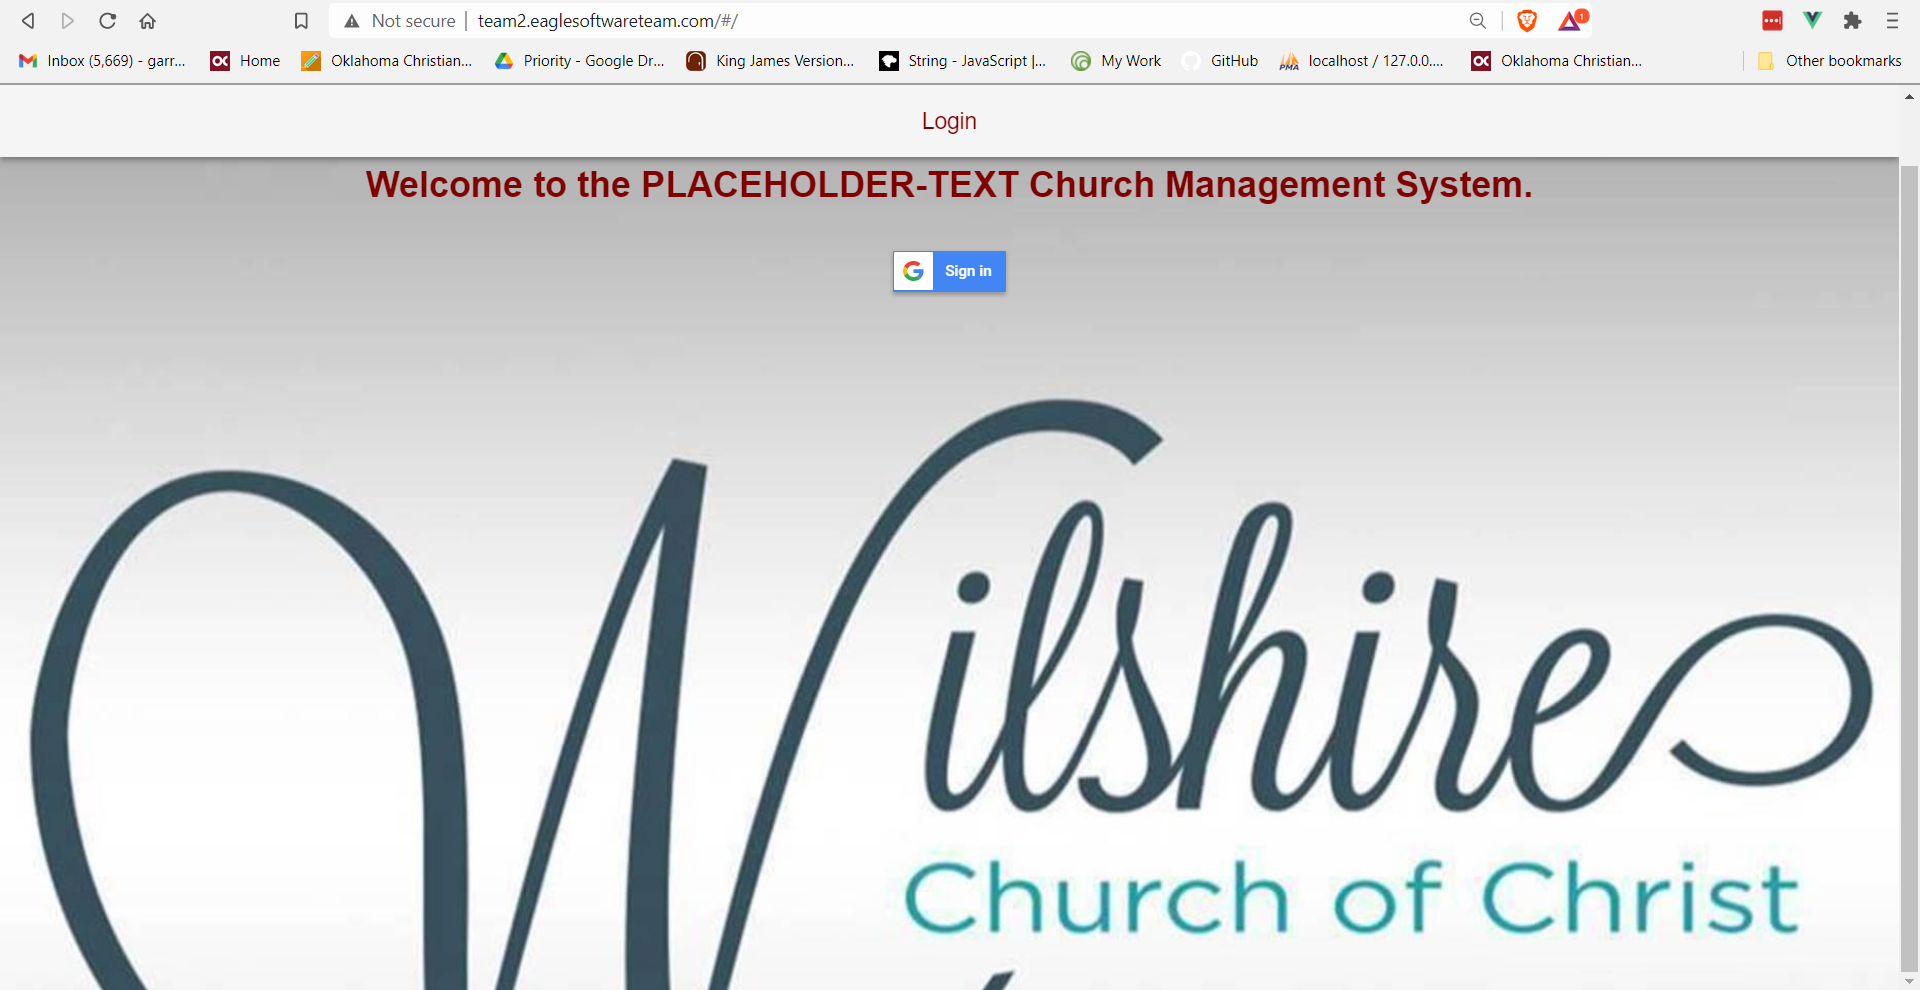 Not secure team2.eaglesoftwareteam.com/#/ 1
Inbox (5,669) - garr... Home Oklahoma Christian... Priority - Google Dr... King James Version... String - JavaScript |... My Work GitHub PMA localhost / 127.0.0.... Oklahoma Christian... Other bookmarks
Login
Welcome to the PLACEHOLDER-TEXT Church Management System.
Sign in
Wilshire
Church of Christ